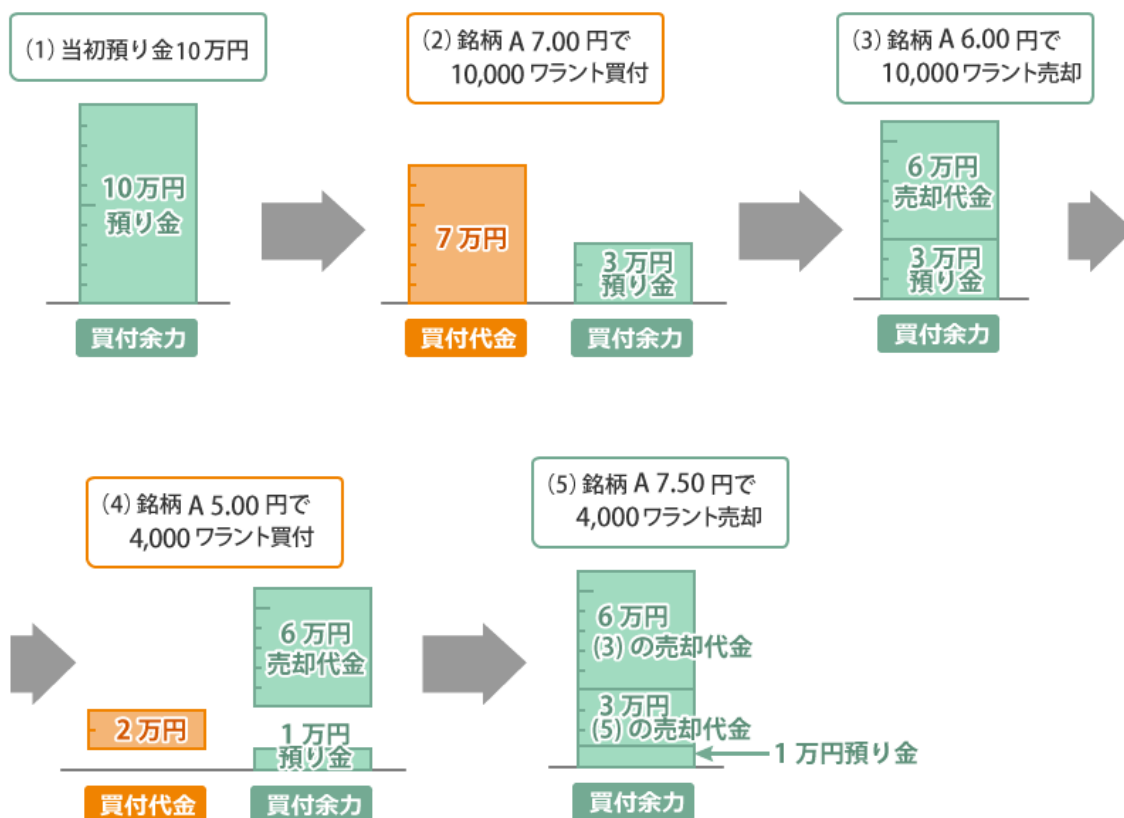 (1) 当初預り金10万円
10万円
預り金
買付余力
(2) 銘柄 A 7.00 円で
10,000 ワラント買付
7万円
買付代金
3万円
預り金
買付余力
(3) 銘柄 A 6.00 円で
10,000 ワラント売却
6万円
売却代金
3万円
預り金
買付余力
(4) 銘柄 A 5.00 円で
4,000 ワラント買付
2万円
買付代金
6万円
売却代金
1万円
預り金
買付余力
(5) 銘柄 A 7.50 円で
4,000 ワラント売却
6万円
(3) の売却代金
3万円
(5) の売却代金
1万円預り金
買付余力